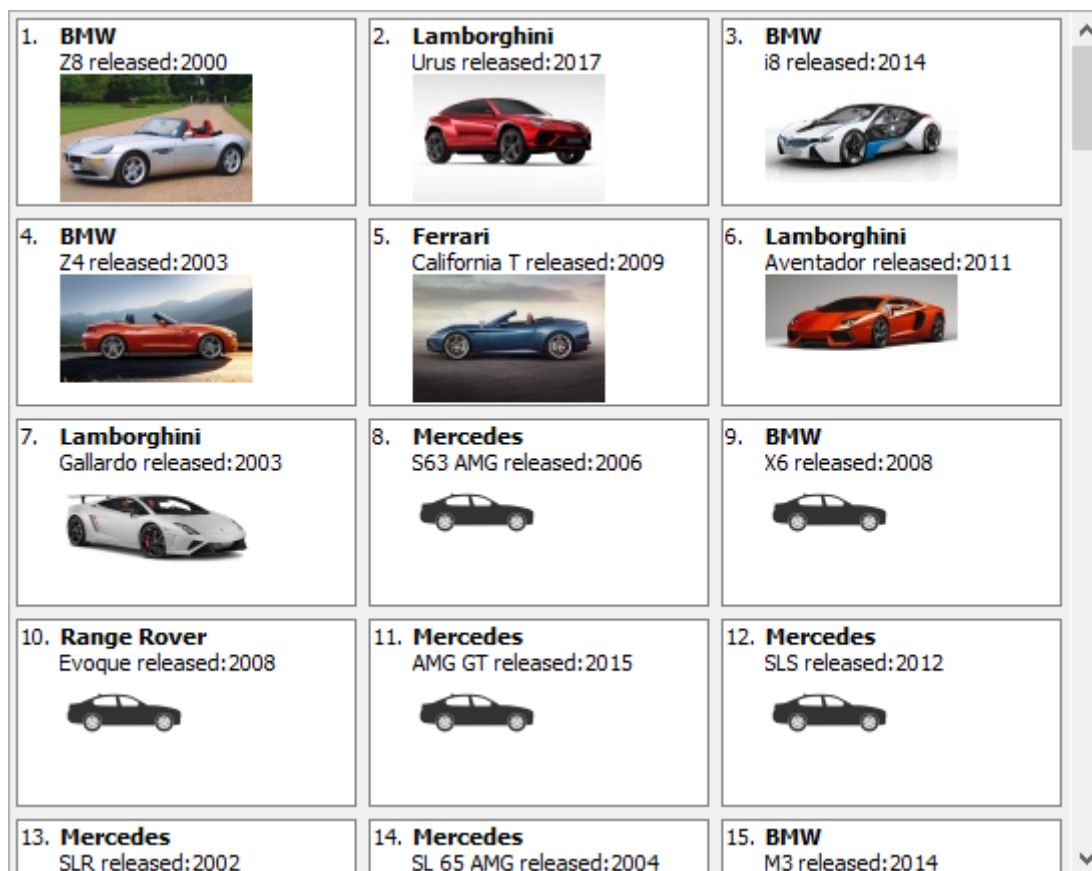 1. BMW
Z8 released:2000
2. Lamborghini
Urus released:2017
3. BMW
i8 released:2014
4. BMW
Z4 released:2003
5. Ferrari
California T released:2009
6. Lamborghini
Aventador released:2011
7. Lamborghini
Gallardo released:2003
8. Mercedes
S63 AMG released:2006
9. BMW
X6 released:2008
10. Range Rover
Evoque released:2008
11. Mercedes
AMG GT released:2015
12. Mercedes
SLS released:2012
13. Mercedes
SLR released:2002
14. Mercedes
SL 65 AMG released:2004
15. BMW
M3 released:2014